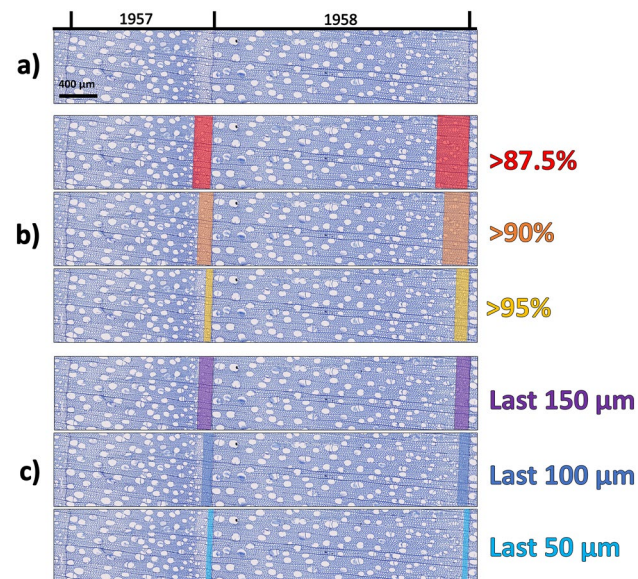 1957 1958
a)
400 µm
>87.5%
b)
>90%
>95%
Last 150 µm
c)
Last 100 µm
Last 50 µm